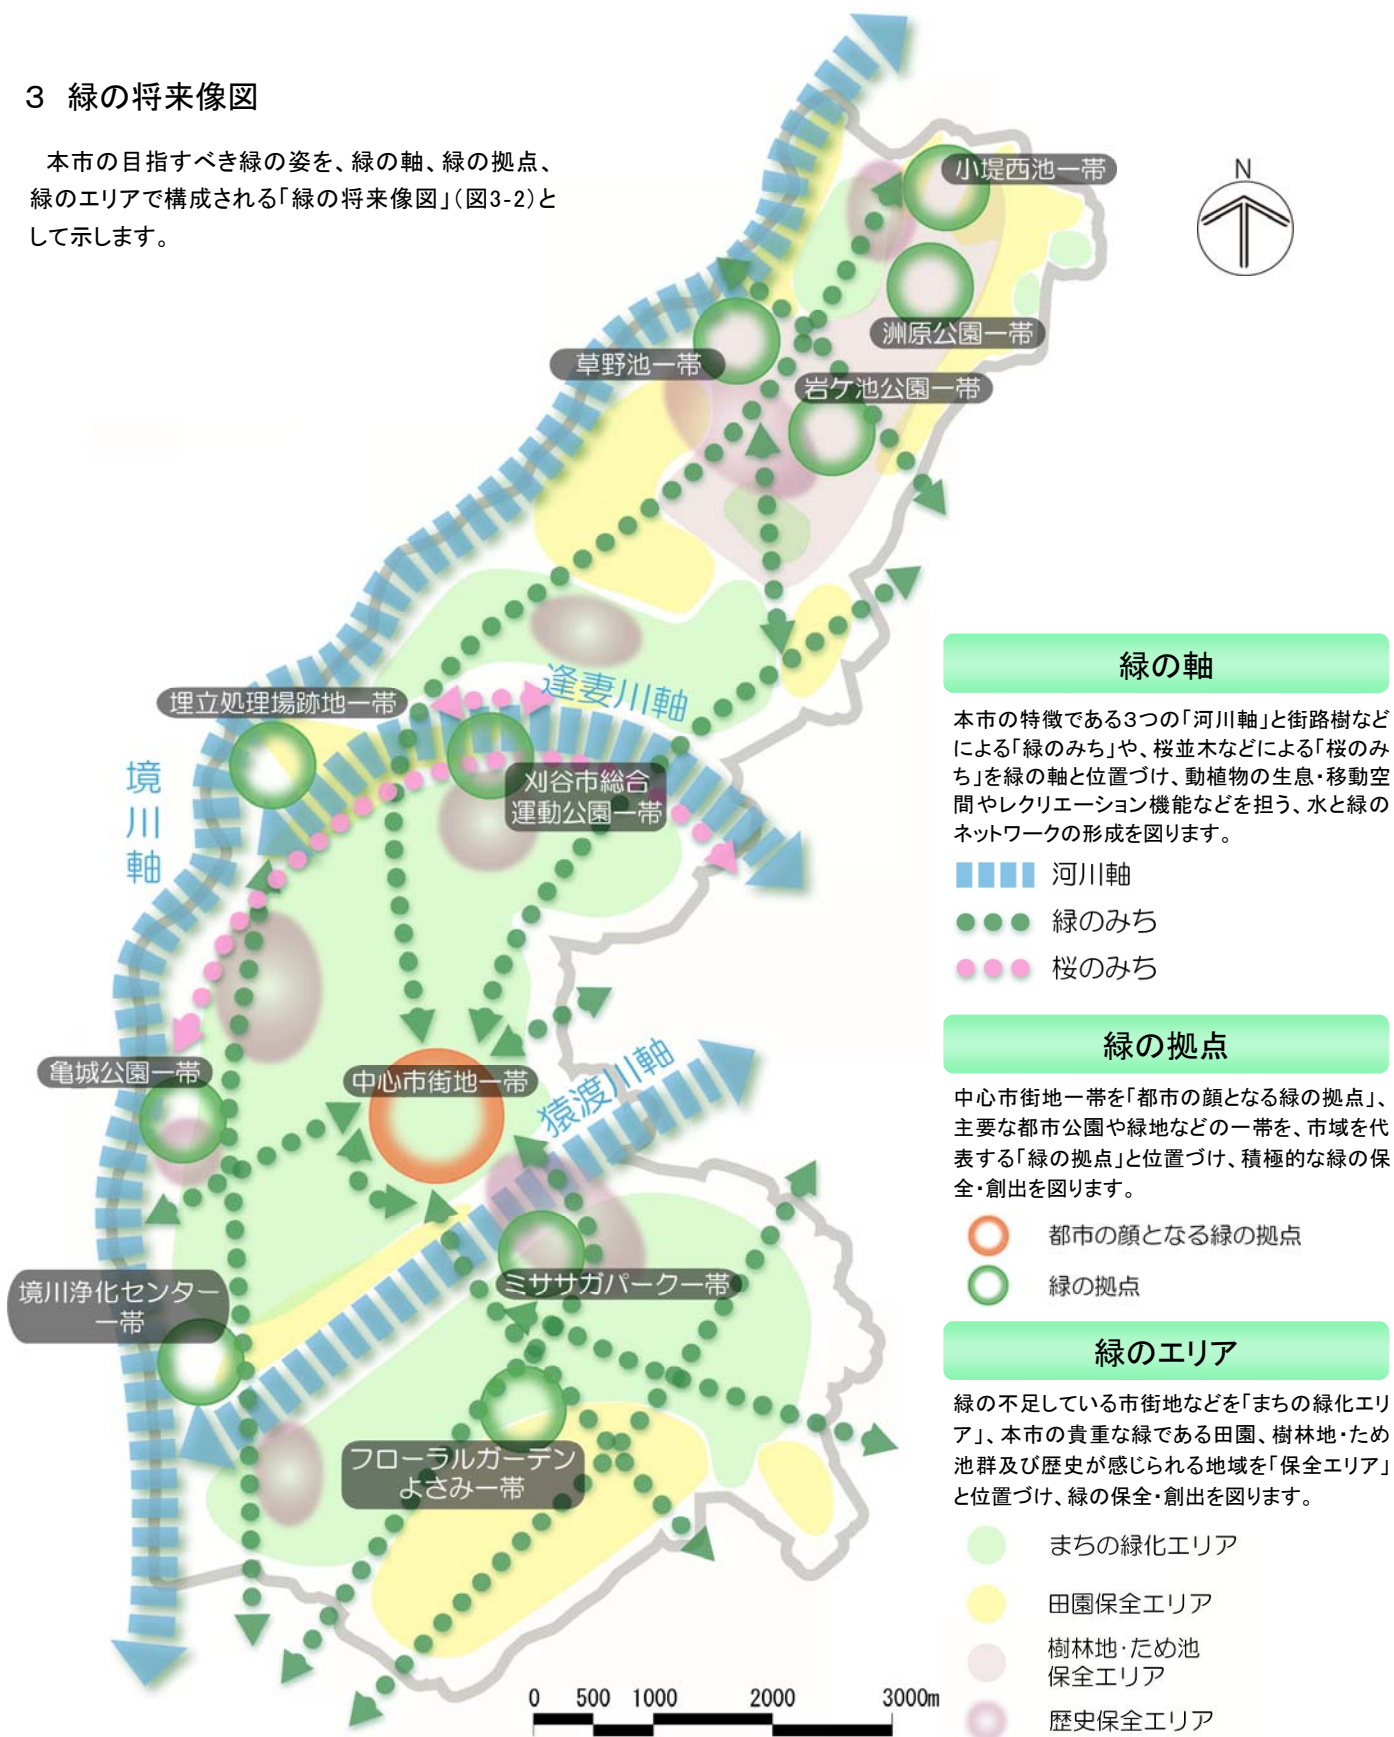 3 緑の将来像図
本市の目指すべき緑の姿を、緑の軸、緑の拠点、
緑のエリアで構成される「緑の将来像図」(図3-2)と
して示します。
N
小堤西池一帯
洲原公園一帯
草野池一帯
岩ケ池公園一帯
逢妻川軸
埋立処理場跡地一帯
刈谷市総合
運動公園一帯
境川軸
亀城公園一帯
中心市街地一帯
猿渡川軸
境川浄化センター
一帯
ミササガパーク一帯
フローラルガーデン
よさみ一帯
0 500 1000 2000 3000m
緑の軸
本市の特徴である3つの「河川軸」と街路樹など
による「緑のみち」や、桜並木などによる「桜のみ
ち」を緑の軸と位置づけ、動植物の生息・移動空
間やレクリエーション機能などを担う、水と緑の
ネットワークの形成を図ります。
河川軸
緑のみち
桜のみち
緑の拠点
中心市街地一帯を「都市の顔となる緑の拠点」、
主要な都市公園や緑地などの一帯を、市域を代
表する「緑の拠点」と位置づけ、積極的な緑の保
全・創出を図ります。
都市の顔となる緑の拠点
緑の拠点
緑のエリア
緑の不足している市街地などを「まちの緑化エリ
ア」、本市の貴重な緑である田園、樹林地・ため
池群及び歴史が感じられる地域を「保全エリア」
と位置づけ、緑の保全・創出を図ります。
まちの緑化エリア
田園保全エリア
樹林地・ため池
保全エリア
歴史保全エリア